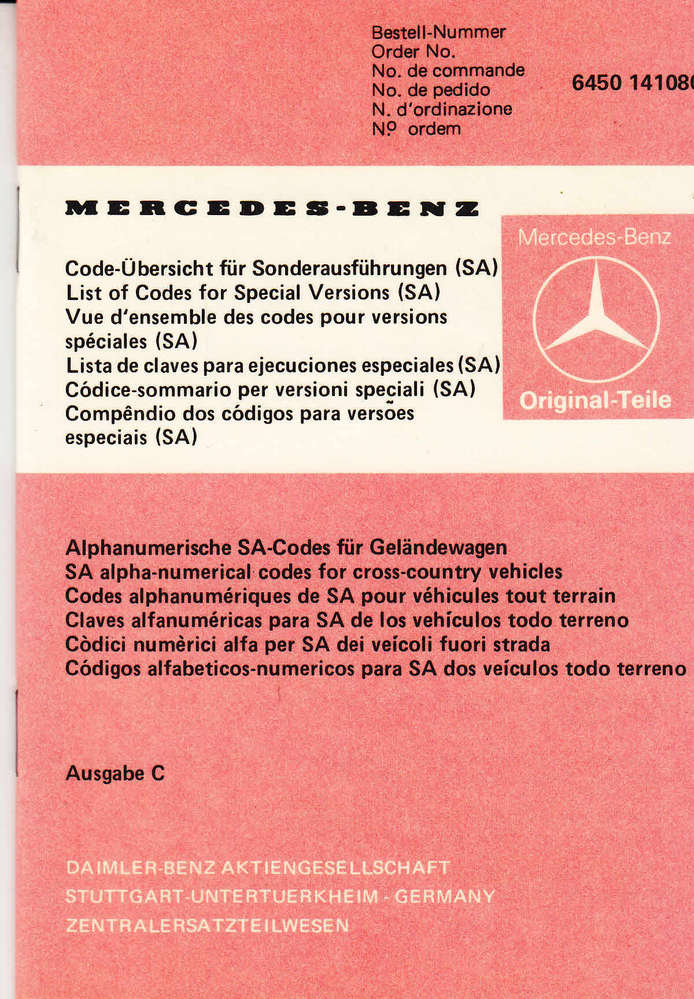 Bestell-Nummer
Order No.
No. de commande
No. de pedido
N. d'ordinazione
Nº ordem
6450 14108
MERCEDES-BENZ
Code-Übersicht für Sonderausführungen (SA)
List of Codes for Special Versions (SA)
Vue d'ensemble des codes pour versions
spéciales (SA)
Lista de claves para ejecuciones especiales (SA)
Códice-sommario per versioni speciali (SA)
Compêndio dos códigos para versões
especiais (SA)
Mercedes-Benz
Original-Teile
Alphanumerische SA-Codes für Geländewagen
SA alpha-numerical codes for cross-country vehicles
Codes alphanumériques de SA pour véhicules tout terrain
Claves alfanuméricas para SA de los vehículos todo terreno
Còdici numèrici alfa per SA dei veícoli fuori strada
Códigos alfabeticos-numericos para SA dos veículos todo terreno
Ausgabe C
DAIMLER-BENZ AKTIENGESELLSCHAFT
STUTTGART-UNTERTUERKHEIM - GERMANY
ZENTRALERSATZTEILWESEN